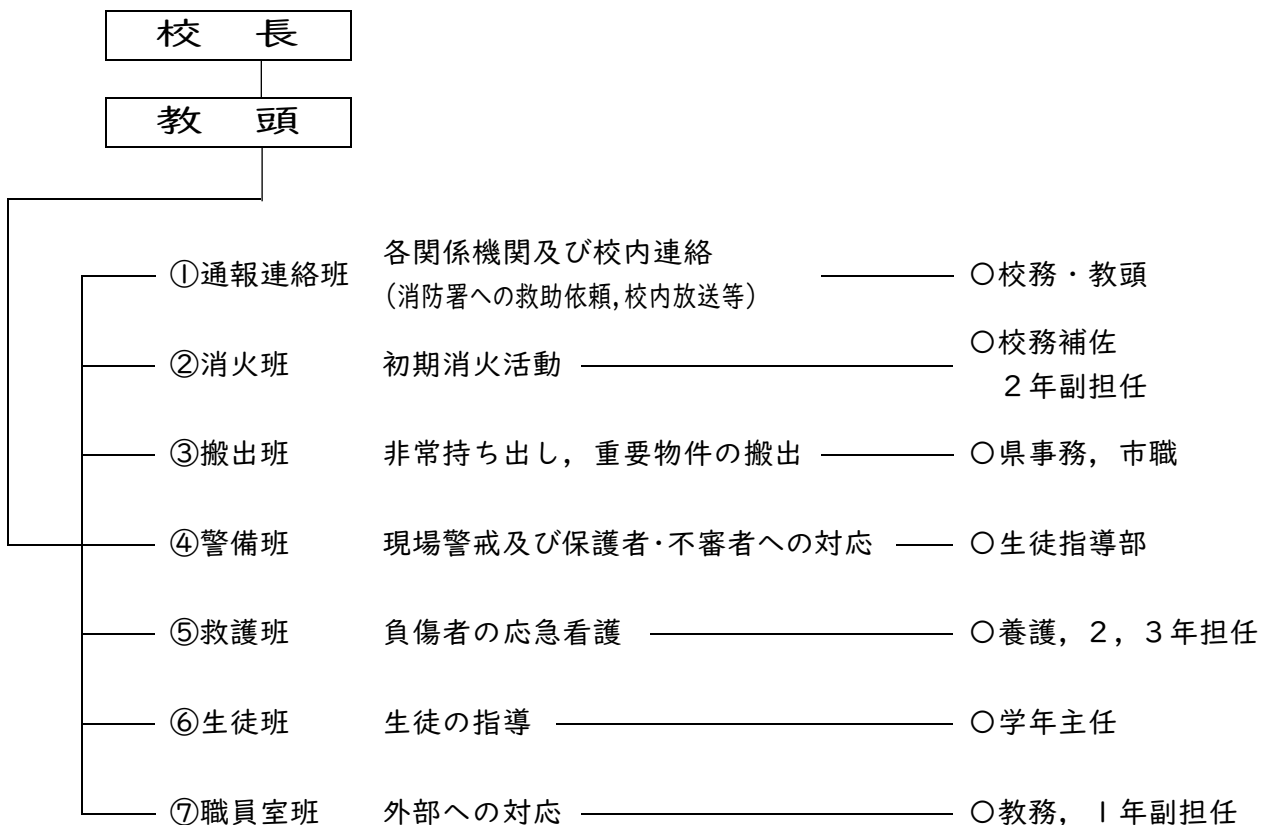 校　長
教　頭
①通報連絡班　各関係機関及び校内連絡　〇校務・教頭
(消防署への救助依頼,校内放送等)
②消火班　初期消火活動　〇校務補佐
２年副担任
③搬出班　非常持ち出し，重要物件の搬出　〇県事務，市職
④警備班　現場警戒及び保護者･不審者への対応　〇生徒指導部
⑤救護班　負傷者の応急看護　〇養護，２，３年担任
⑥生徒班　生徒の指導　〇学年主任
⑦職員室班　外部への対応　〇教務，１年副担任